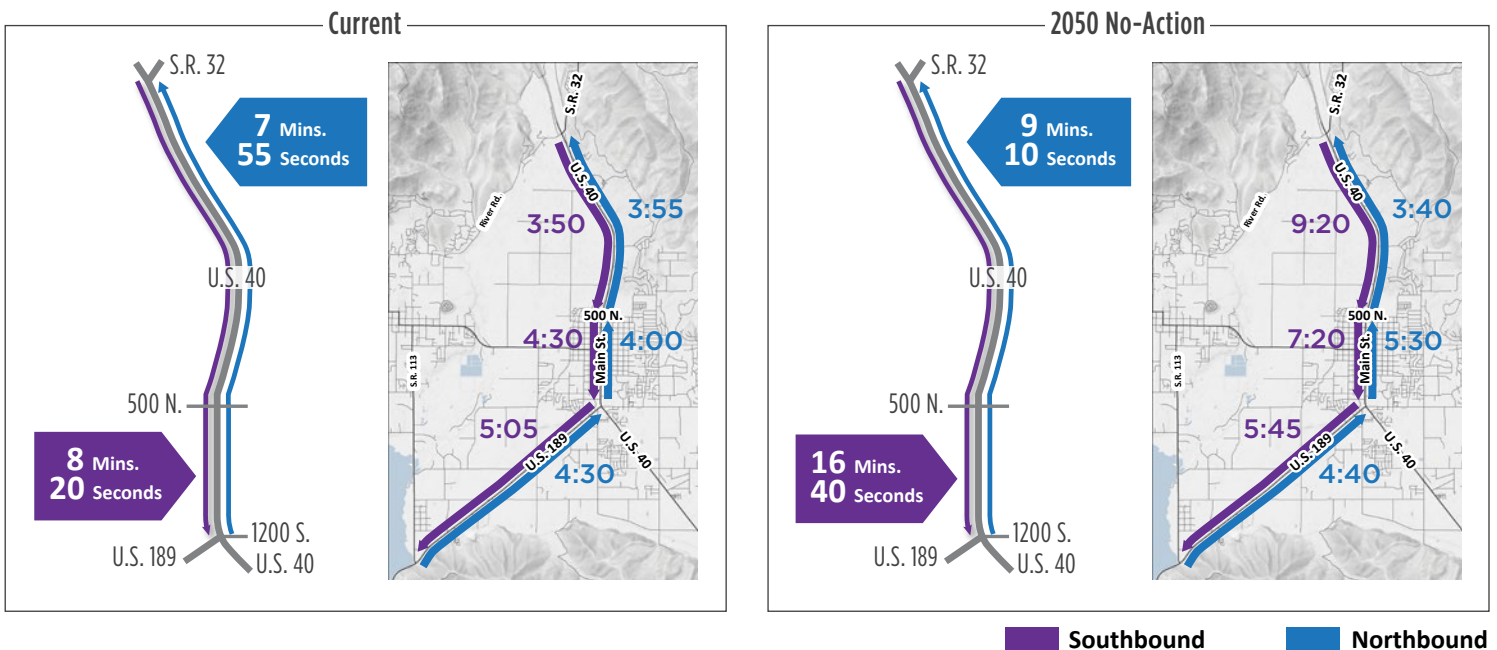 Current
S.R. 32
7 Mins.
55 Seconds
U.S. 40
500 N.
8 Mins.
20 Seconds
1200 S.
U.S. 189
U.S. 40
S.R. 32
U.S. 40
River Rd.
3:50
3:55
500 N.
4:30
Main St.
4:00
S.R. 113
5:05
U.S. 189
U.S. 40
4:30
2050 No-Action
S.R. 32
9 Mins.
10 Seconds
U.S. 40
500 N.
16 Mins.
40 Seconds
1200 S.
U.S. 189
U.S. 40
S.R. 32
U.S. 40
River Rd.
9:20
3:40
500 N.
7:20
Main St.
5:30
S.R. 113
5:45
U.S. 189
U.S. 40
4:40
Southbound
Northbound